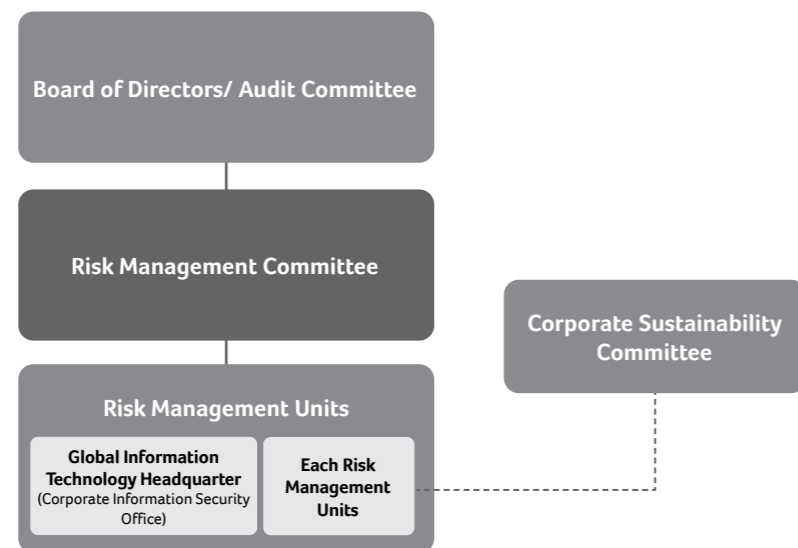 Board of Directors/ Audit Committee
Risk Management Committee
Corporate Sustainability
Committee
Risk Management Units
Global Information
Technology Headquarter
(Corporate Information Security
Office)
Each Risk
Management
Units